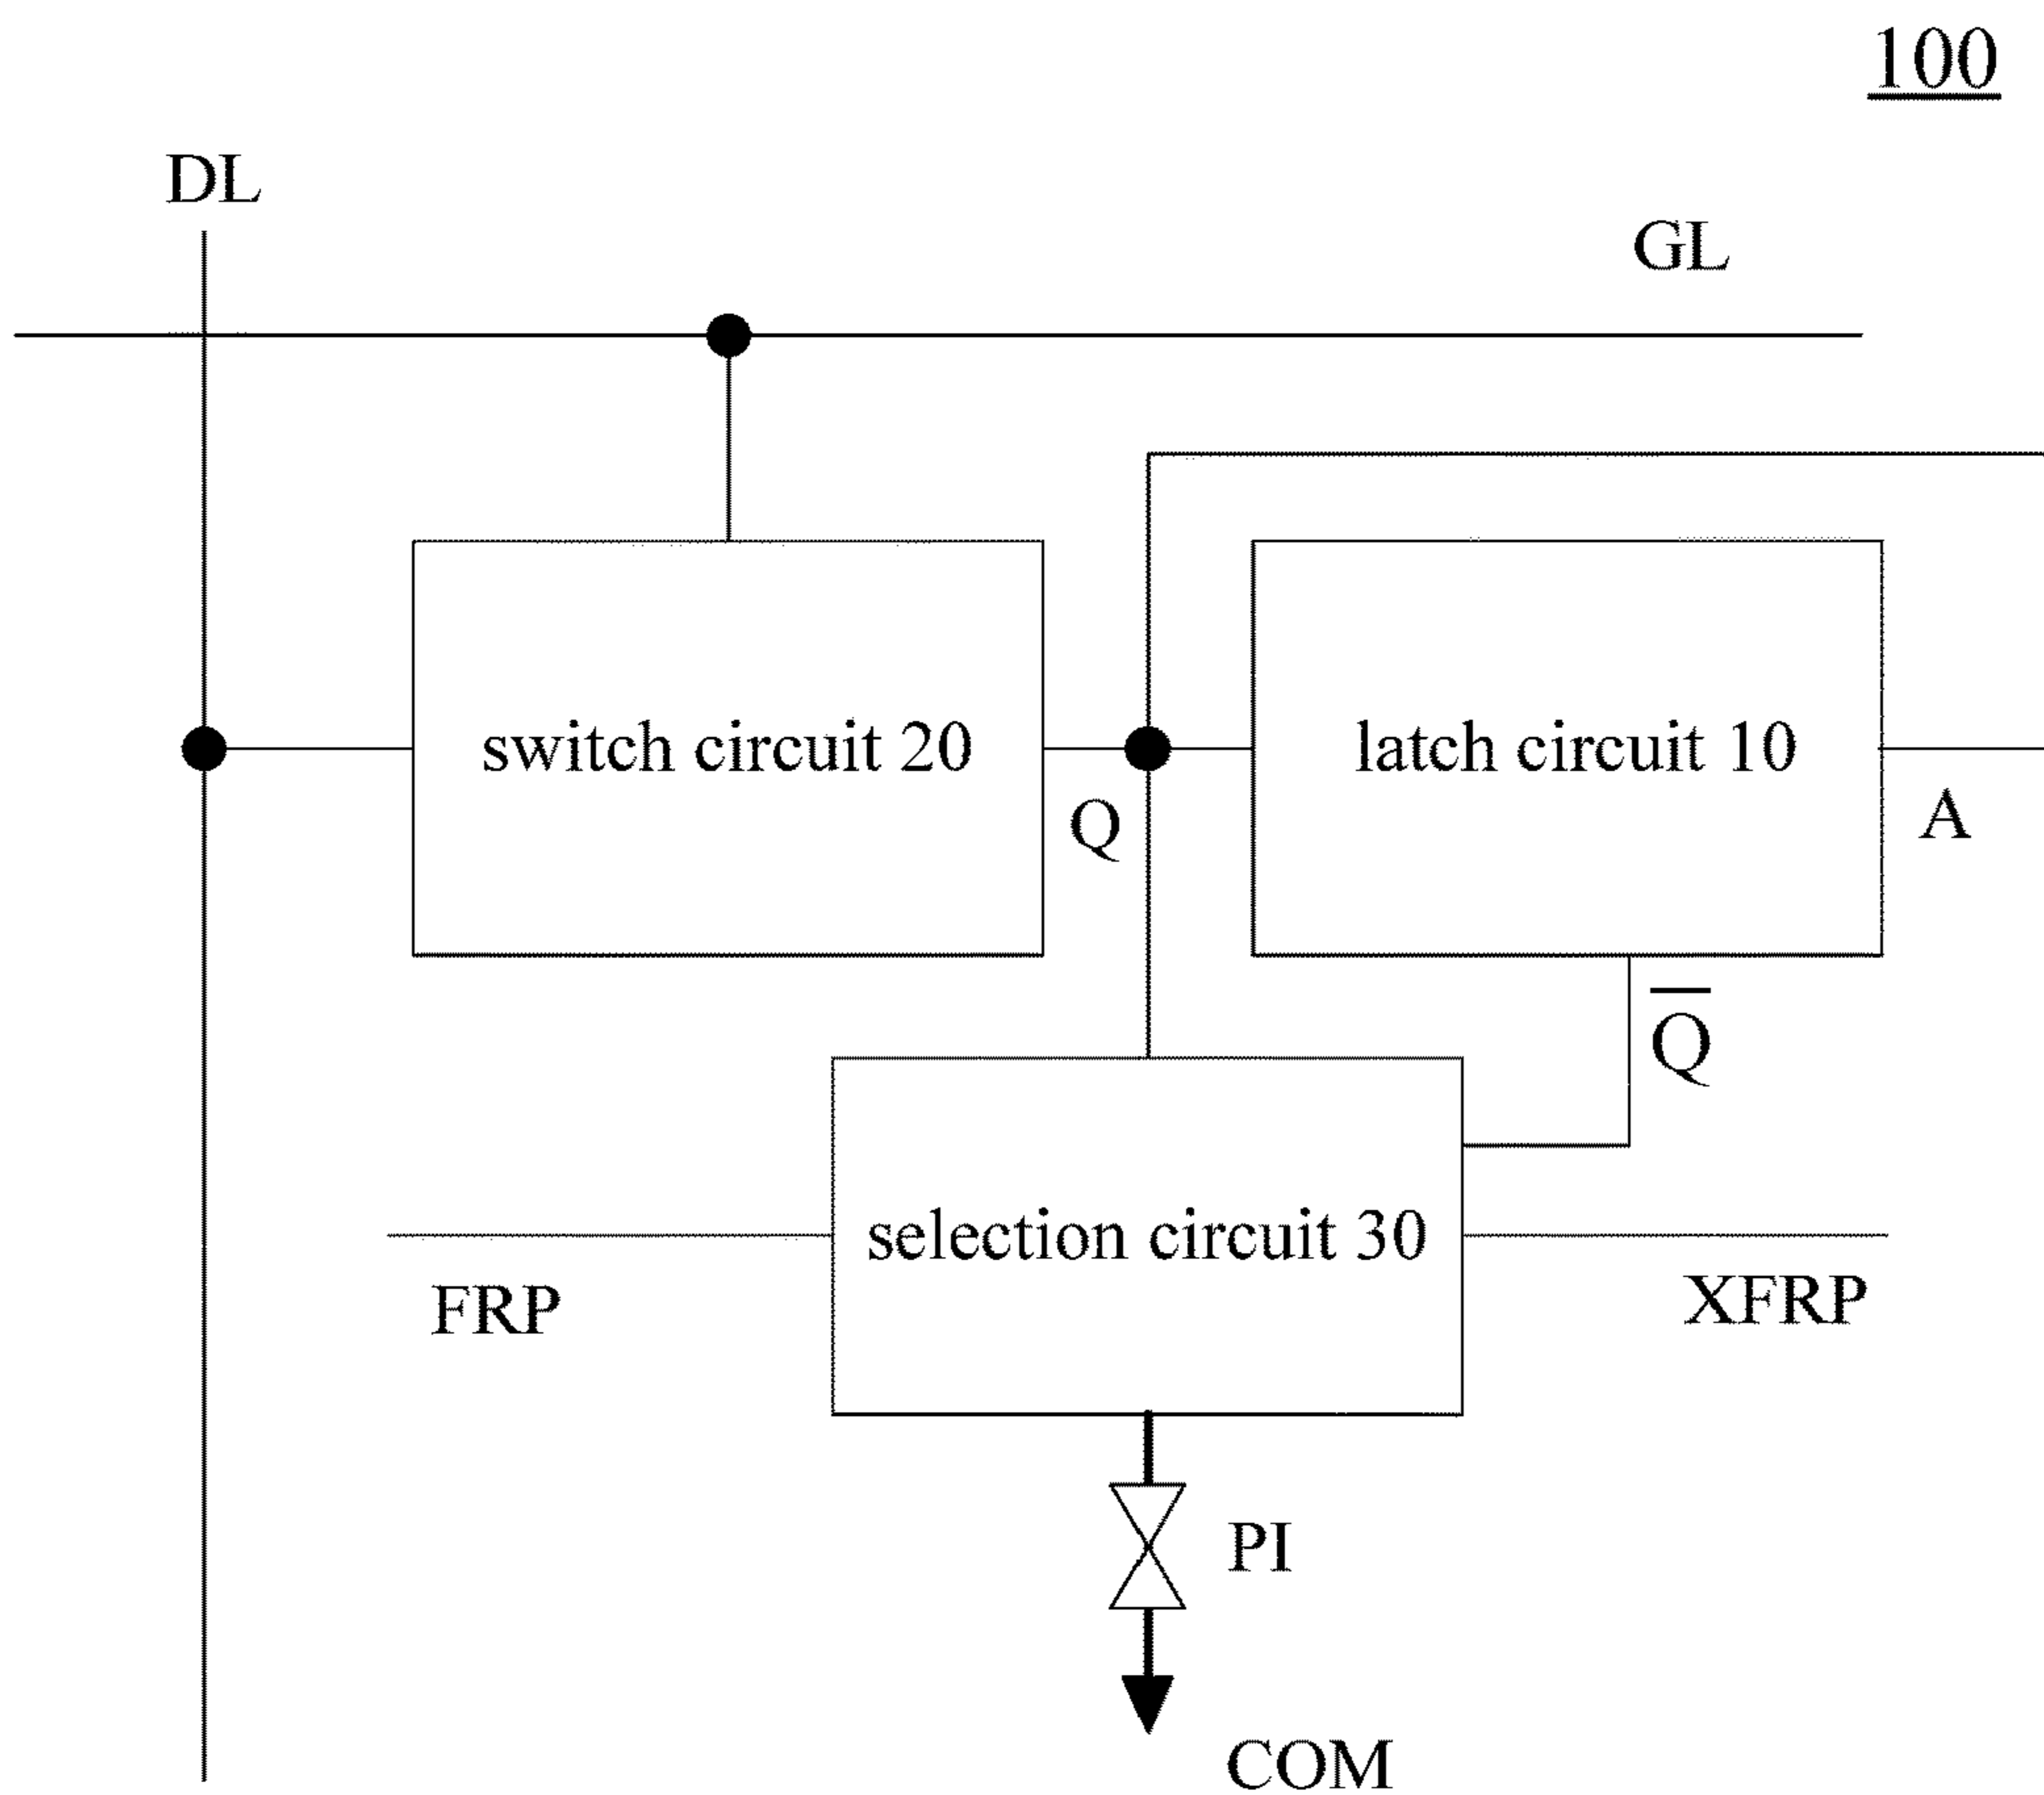 100
DL
GL
switch circuit 20
latch circuit 10
Q
A
Q̅
selection circuit 30
FRP
XFRP
PI
COM